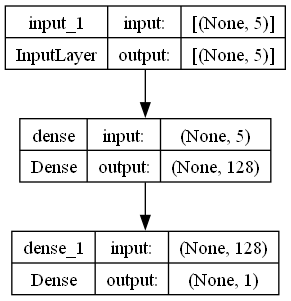 input_1 input: [(None, 5)]
InputLayer output: [(None, 5)]
dense input: (None, 5)
Dense output: (None, 128)
dense_1 input: (None, 128)
Dense output: (None, 1)